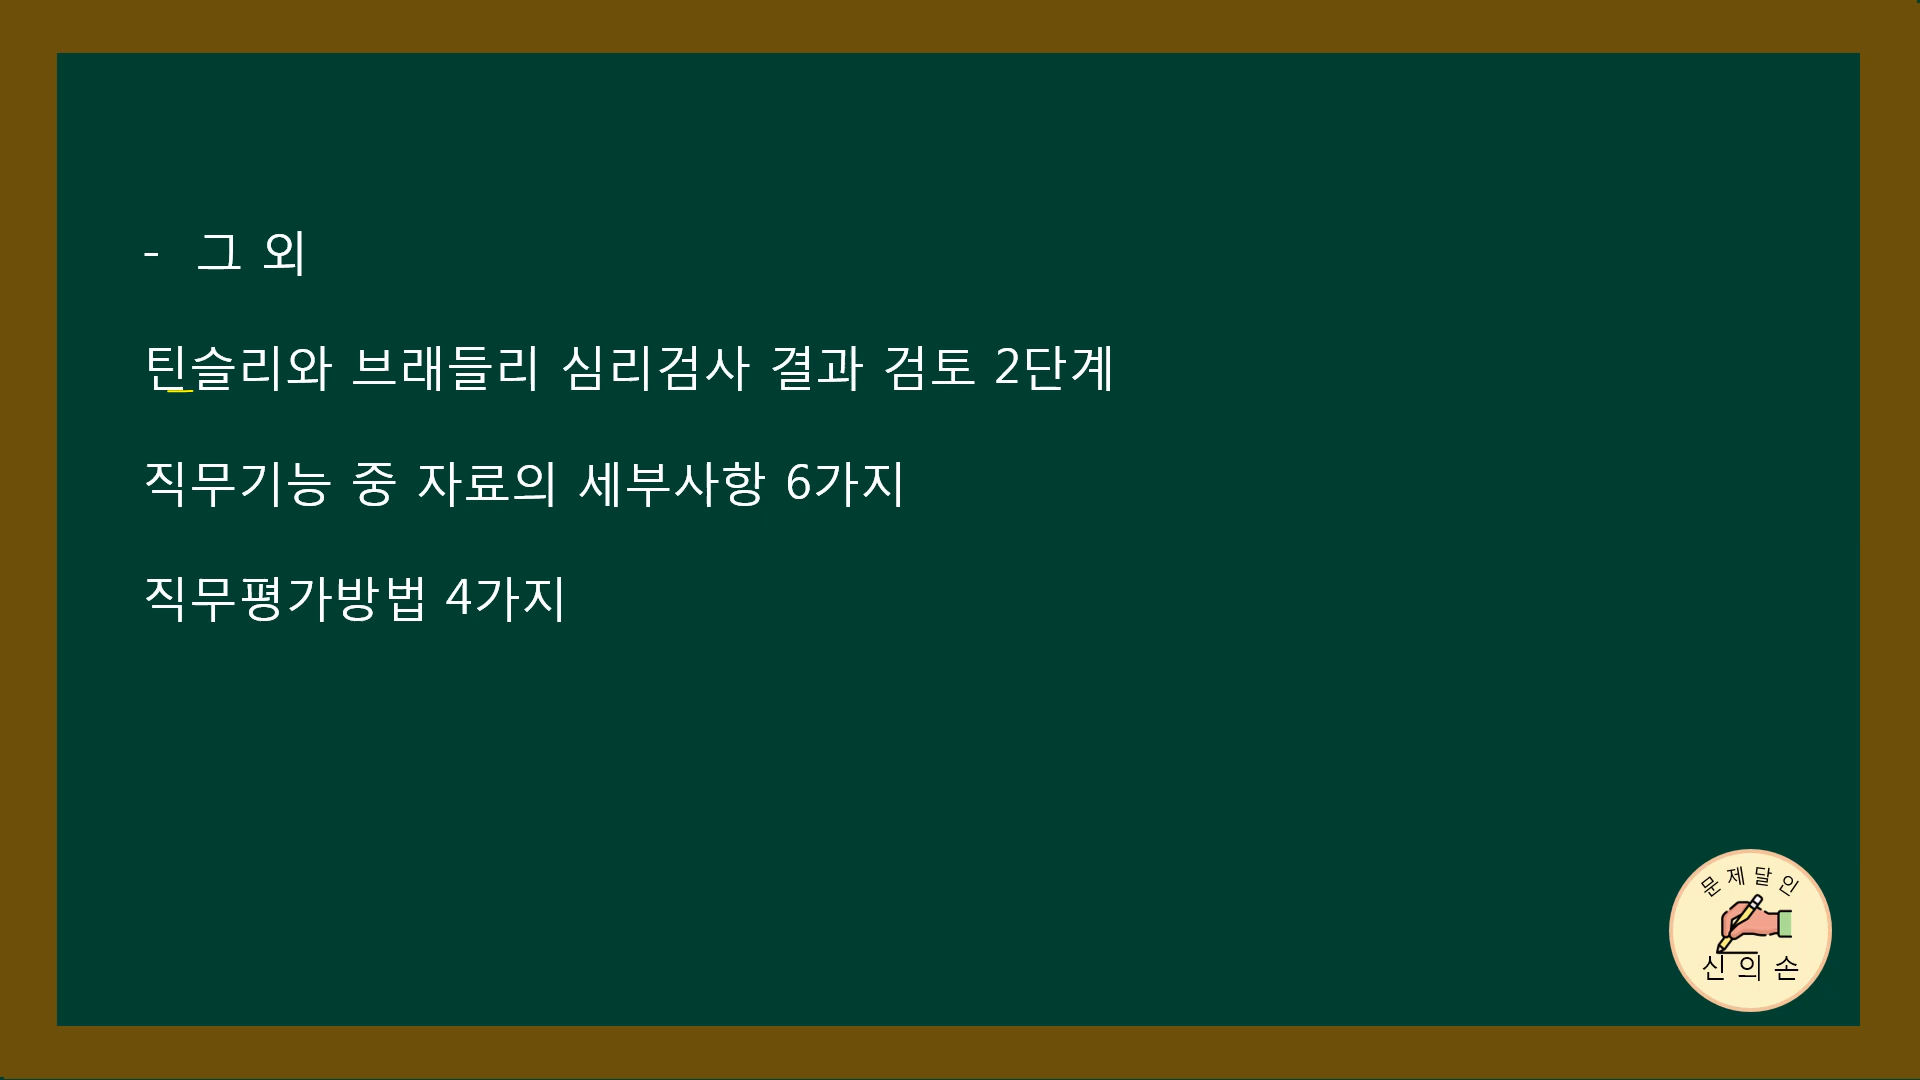 - 그 외
틴슬리와 브래들리 심리검사 결과 검토 2단계
직무기능 중 자료의 세부사항 6가지
직무평가방법 4가지
문제달인
신의손